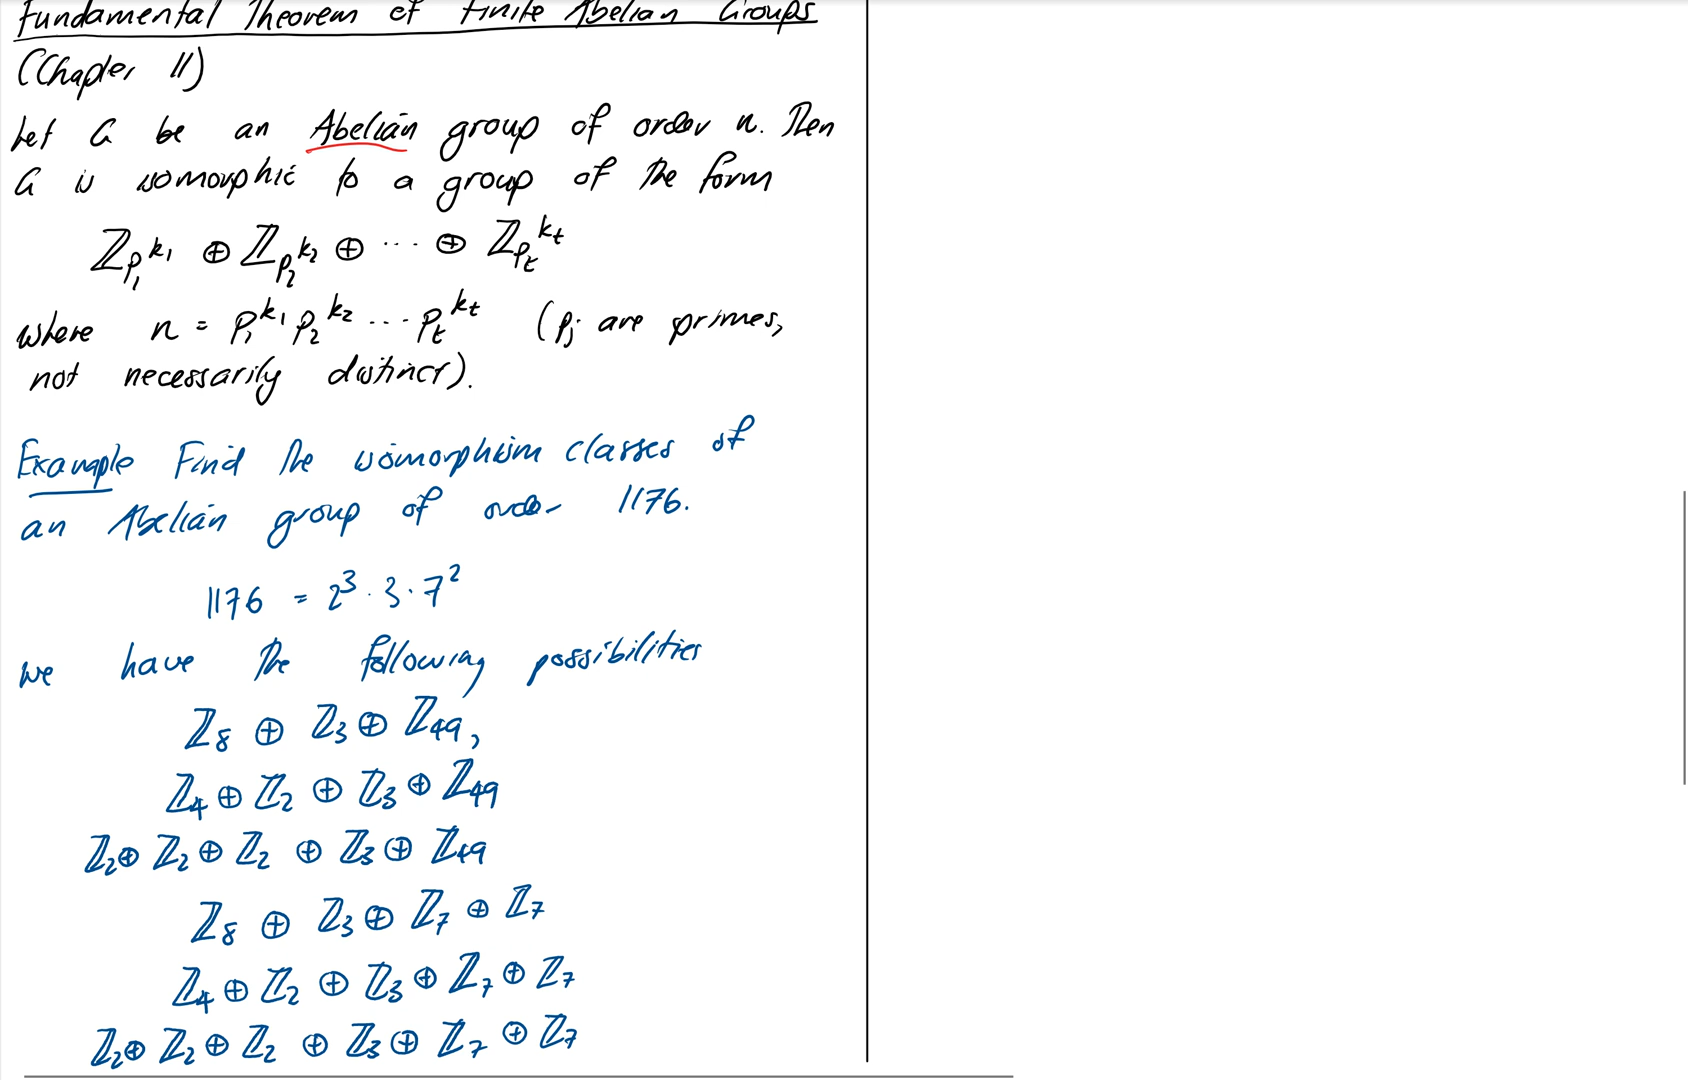 Fundamental Theorem of Finite Abelian Groups
(Chapter 11)
Let G be an Abelian group of order n. Then
G is isomorphic to a group of the form
ℤ_{p₁^{k₁}} ⊕ ℤ_{p₂^{k₂}} ⊕ ··· ⊕ ℤ_{p_t^{k_t}}
where n = p₁^{k₁} p₂^{k₂} ··· p_t^{k_t} (p_j are primes,
not necessarily distinct).
Example Find the isomorphism classes of
an Abelian group of order 1176.
1176 = 2³ · 3 · 7²
we have the following possibilities
ℤ₈ ⊕ ℤ₃ ⊕ ℤ₄₉,
ℤ₄ ⊕ ℤ₂ ⊕ ℤ₃ ⊕ ℤ₄₉
ℤ₂ ⊕ ℤ₂ ⊕ ℤ₂ ⊕ ℤ₃ ⊕ ℤ₄₉
ℤ₈ ⊕ ℤ₃ ⊕ ℤ₇ ⊕ ℤ₇
ℤ₄ ⊕ ℤ₂ ⊕ ℤ₃ ⊕ ℤ₇ ⊕ ℤ₇
ℤ₂ ⊕ ℤ₂ ⊕ ℤ₂ ⊕ ℤ₃ ⊕ ℤ₇ ⊕ ℤ₇